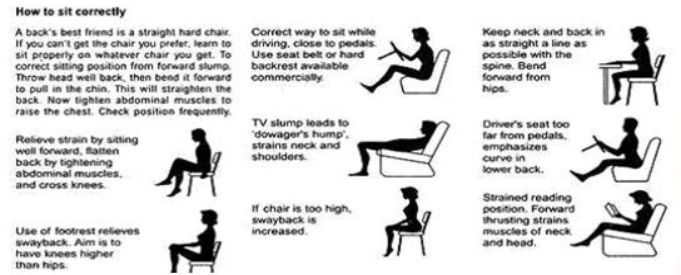 How to sit correctly
A back's best friend is a straight hard chair.
If you can't get the chair you prefer, learn to
sit properly on whatever chair you get. To
correct sitting position from forward slump.
Throw head well back, then bend it forward
to pull in the chin. This will straighten the
back. Now tighten abdominal muscles to
raise the chest. Check position frequently.
Relieve strain by sitting
well forward, flatten
back by tightening
abdominal muscles,
and cross knees.
Use of footrest relieves
swayback. Aim is to
have knees higher
than hips.
Correct way to sit while
driving, close to pedals.
Use seat belt or hard
backrest available
commercially.
TV slump leads to
'dowager's hump',
strains neck and
shoulders.
If chair is too high,
swayback is
increased.
Keep neck and back in
as straight a line as
possible with the
spine. Bend
forward from
hips.
Driver's seat too
far from pedals,
emphasizes
curve in
lower back.
Strained reading
position. Forward
thrusting strains
muscles of neck
and head.